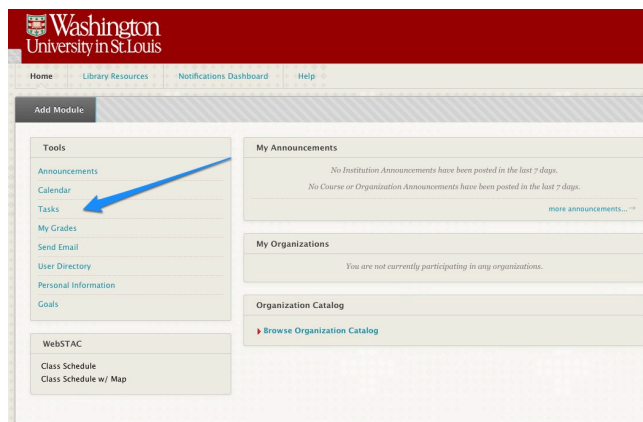 Washington
University in St. Louis
Home Library Resources Notifications Dashboard Help
Add Module
Tools
Announcements
Calendar
Tasks
My Grades
Send Email
User Directory
Personal Information
Goals
WebSTAC
Class Schedule
Class Schedule w/ Map
My Announcements
No Institution Announcements have been posted in the last 7 days.
No Course or Organization Announcements have been posted in the last 7 days.
more announcements...→
My Organizations
You are not currently participating in any organizations.
Organization Catalog
Browse Organization Catalog